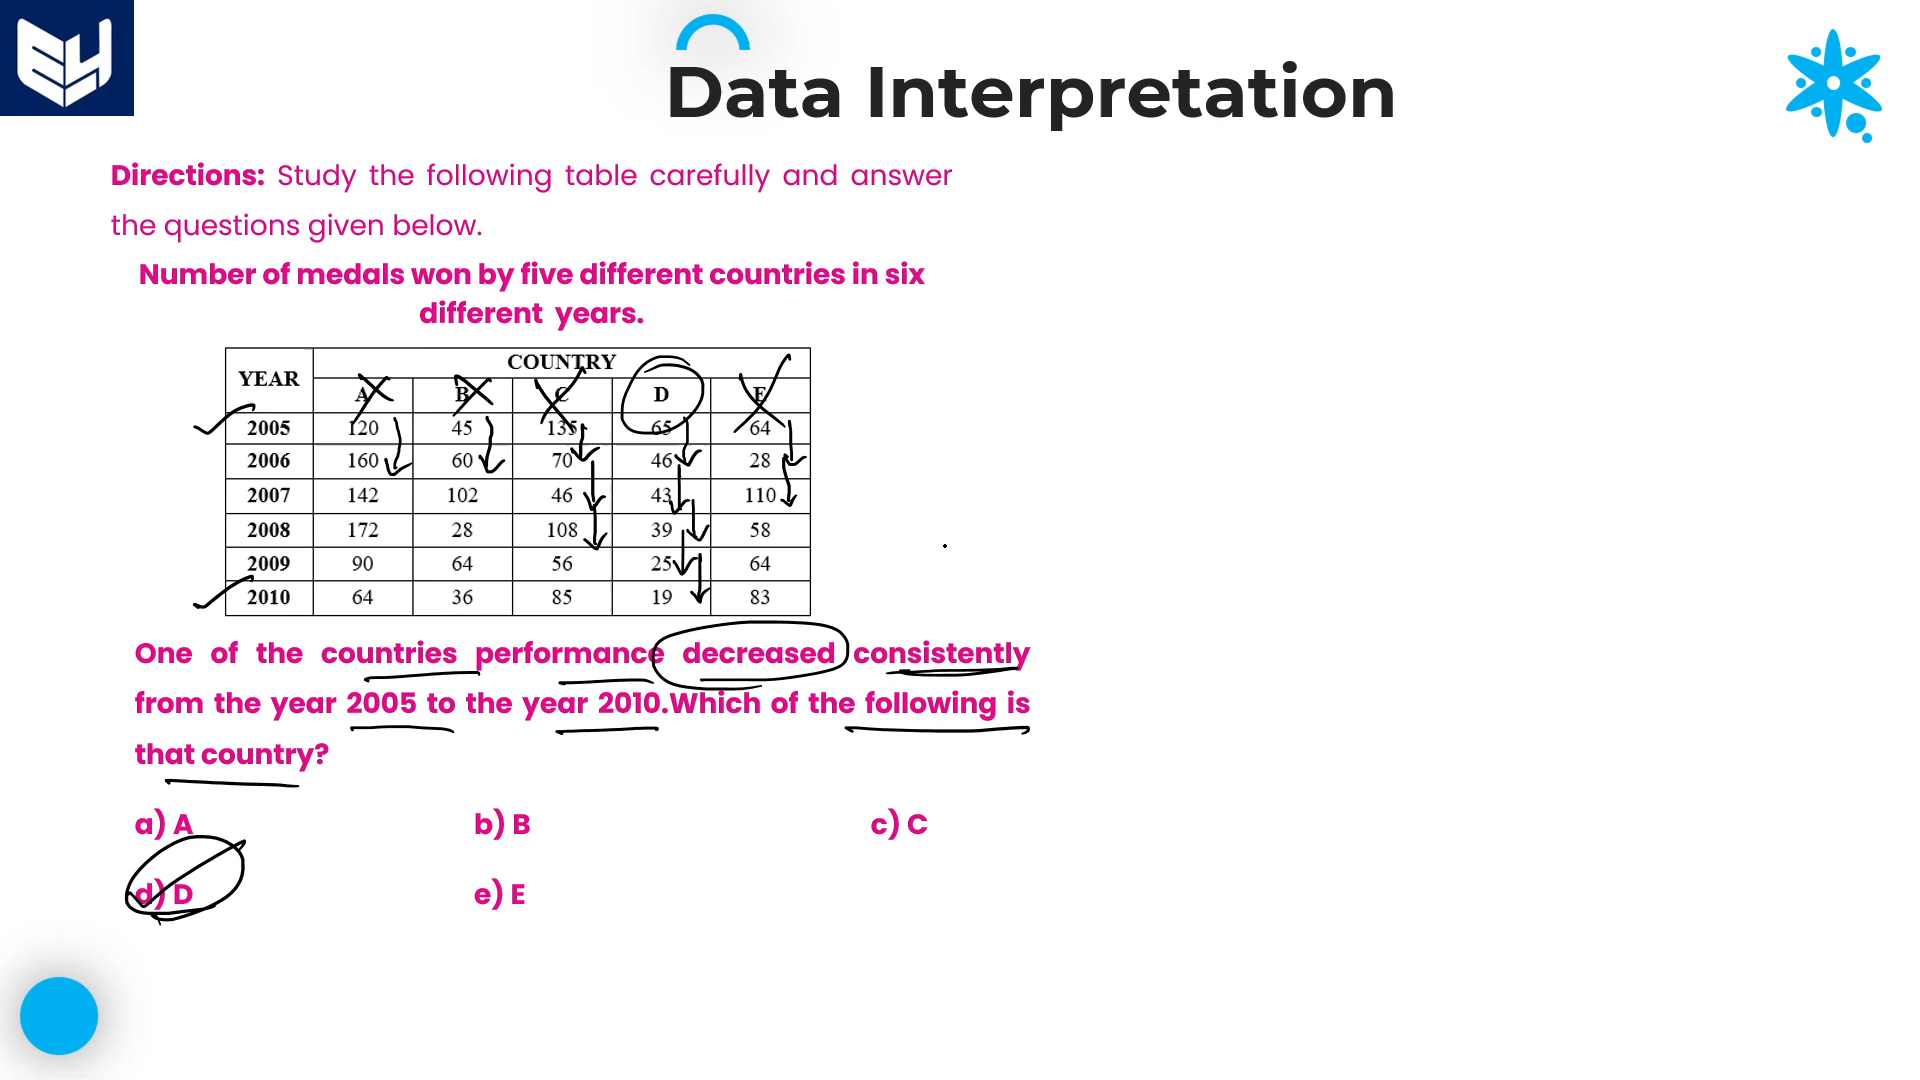 Data Interpretation
Directions: Study the following table carefully and answer
the questions given below.
Number of medals won by five different countries in six
different years.
YEAR COUNTRY
A B C D E
2005 120 45 135 65 64
2006 160 60 70 46 28
2007 142 102 46 43 110
2008 172 28 108 39 58
2009 90 64 56 25 64
2010 64 36 85 19 83
One of the countries performance decreased consistently
from the year 2005 to the year 2010.Which of the following is
that country?
a) A b) B c) C
d) D e) E